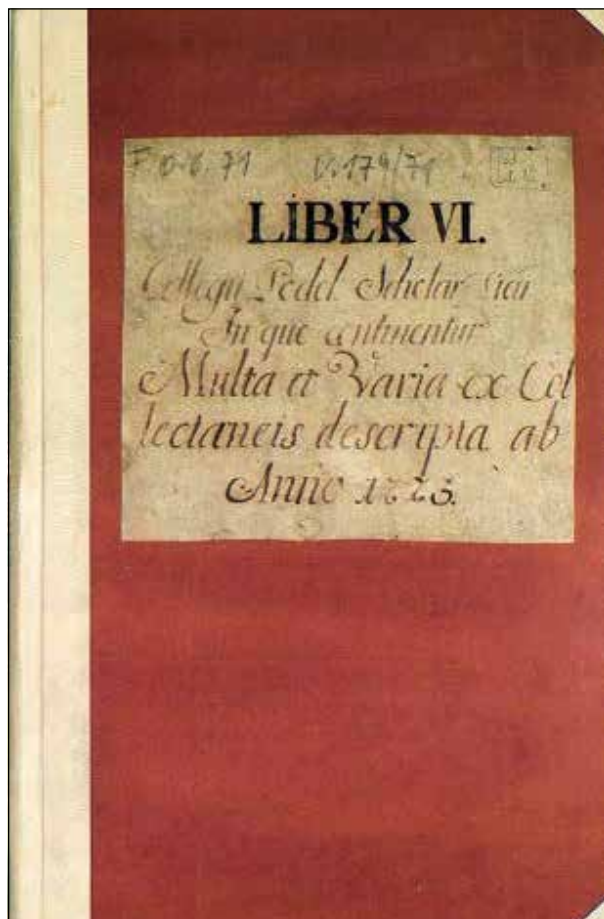 F 0.6.71 V.179/71
LIBER VI.
Collegii Scholar
In quo continentur
Multa et Varia ex Col
lectaneis descripta ab
Anno